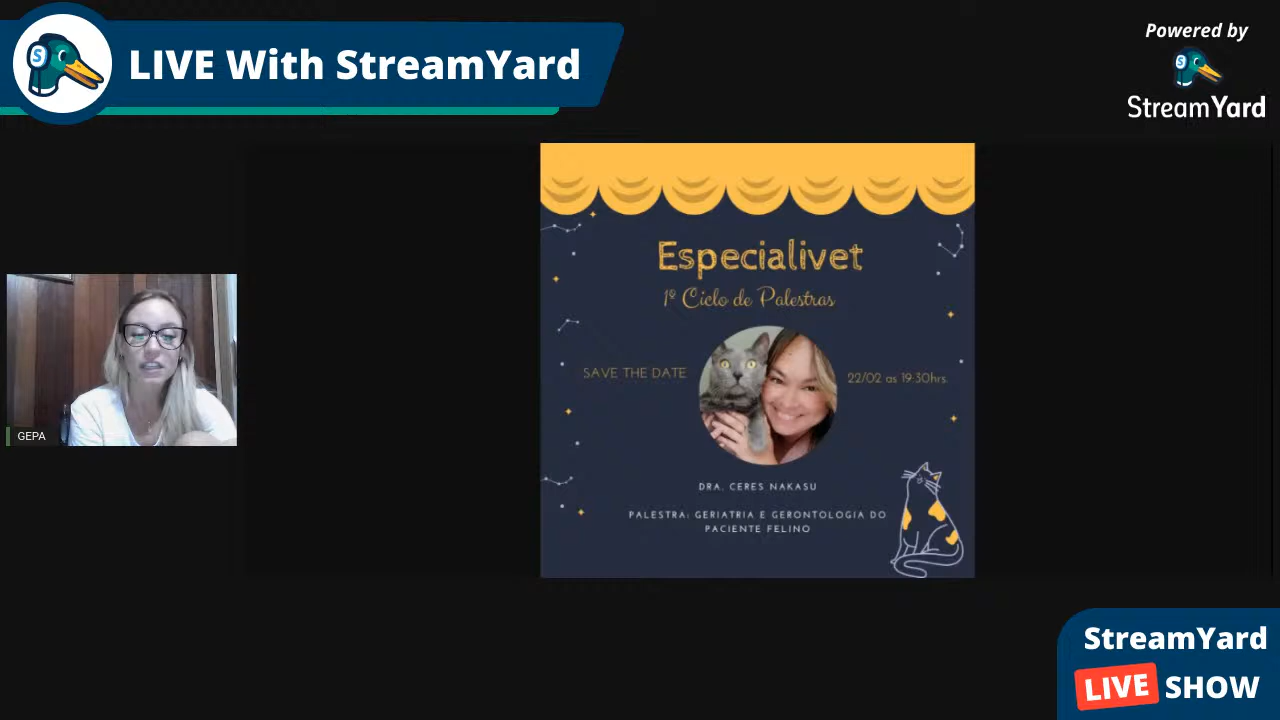 LIVE With StreamYard
Powered by
StreamYard
Especialivet
1º Ciclo de Palestras
SAVE THE DATE
22/02 as 19:30hrs.
GEPA
DRA. CERES NAKASU
PALESTRA: GERIATRIA E GERONTOLOGIA DO
PACIENTE FELINO
StreamYard
LIVE SHOW